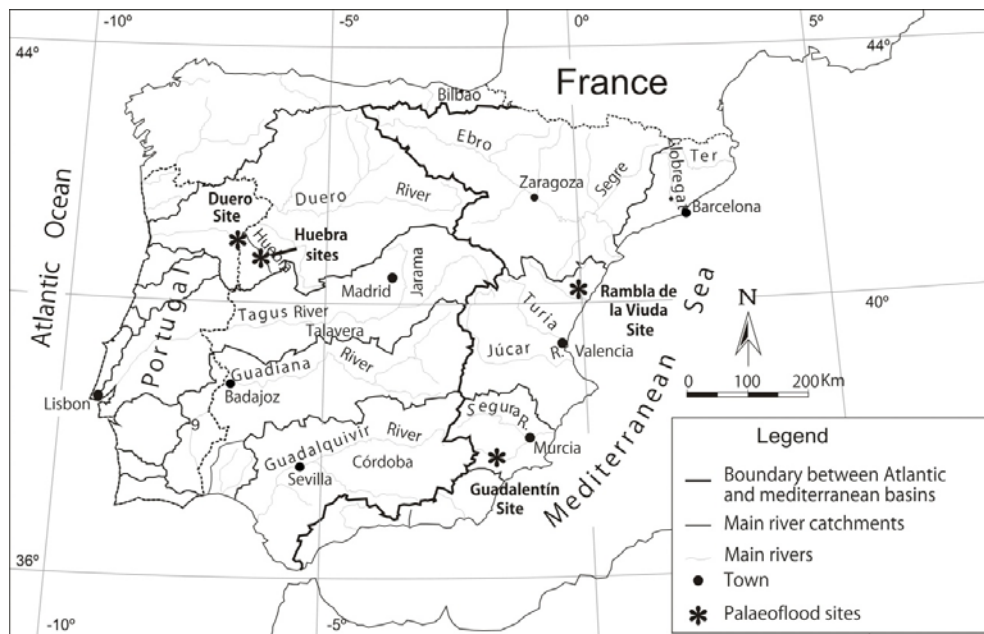 -10º
-5º
0º
5º
44º
44º
France
Bilbao
Ebro
Segre
Llobregat
Ter
Zaragoza
Barcelona
Duero
River
Duero
Site
Huebra
Huebra
sites
Atlantic Ocean
Portugal
Madrid
Jarama
Rambla de
la Viuda
Site
40º
Tagus River
Talavera
Turia
R.
Júcar
Valencia
Guadiana
River
Badajoz
Lisbon
9
Segura R.
Murcia
Guadalquivir
River
Córdoba
Sevilla
Guadalentín
Site
Mediterranean Sea
N
0
100
200Km
36º
-10º
-5º
Legend
Boundary between Atlantic
and mediterranean basins
Main river catchments
Main rivers
Town
Palaeoflood sites